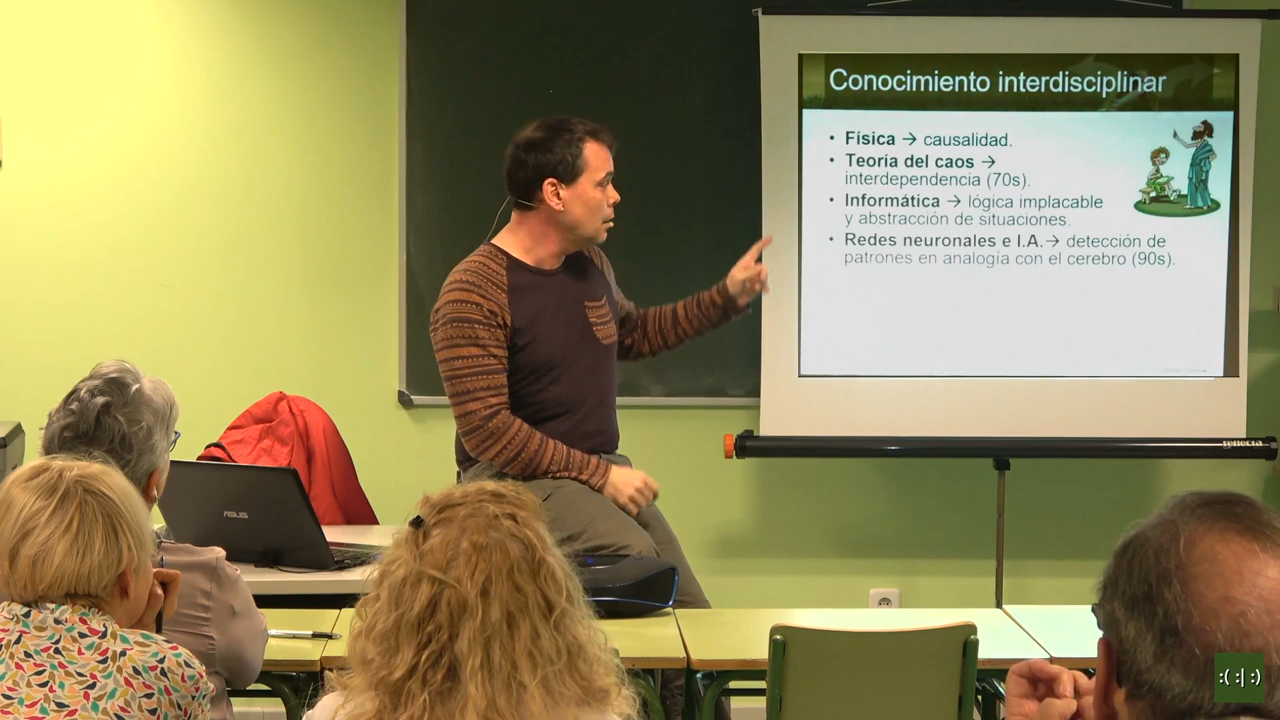 Conocimiento interdisciplinar
• Física → causalidad.
• Teoría del caos →
interdependencia (70s).
• Informática → lógica implacable
y abstracción de situaciones.
• Redes neuronales e I.A.→ detección de
patrones en analogía con el cerebro (90s).
reflecta
ASUS
:( :| :)